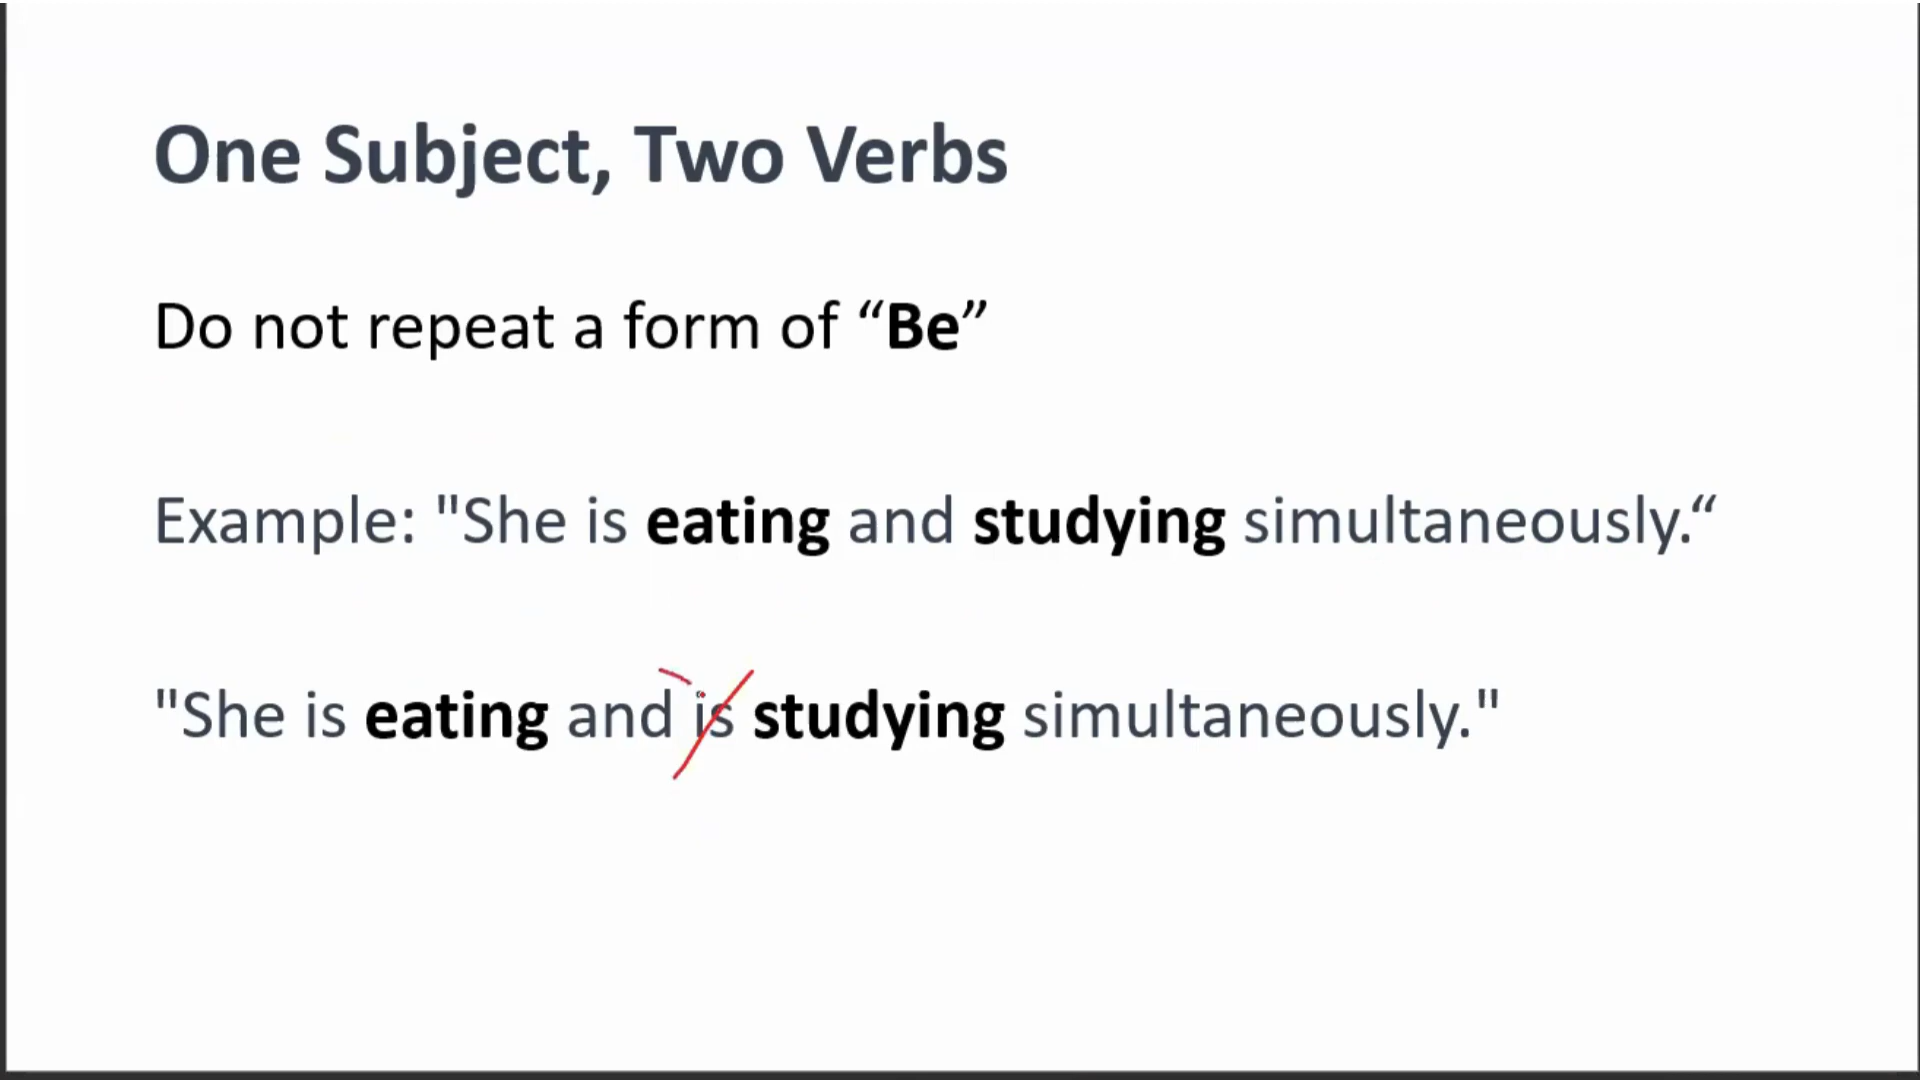 One Subject, Two Verbs
Do not repeat a form of “Be”
Example: "She is eating and studying simultaneously.“
"She is eating and is studying simultaneously."